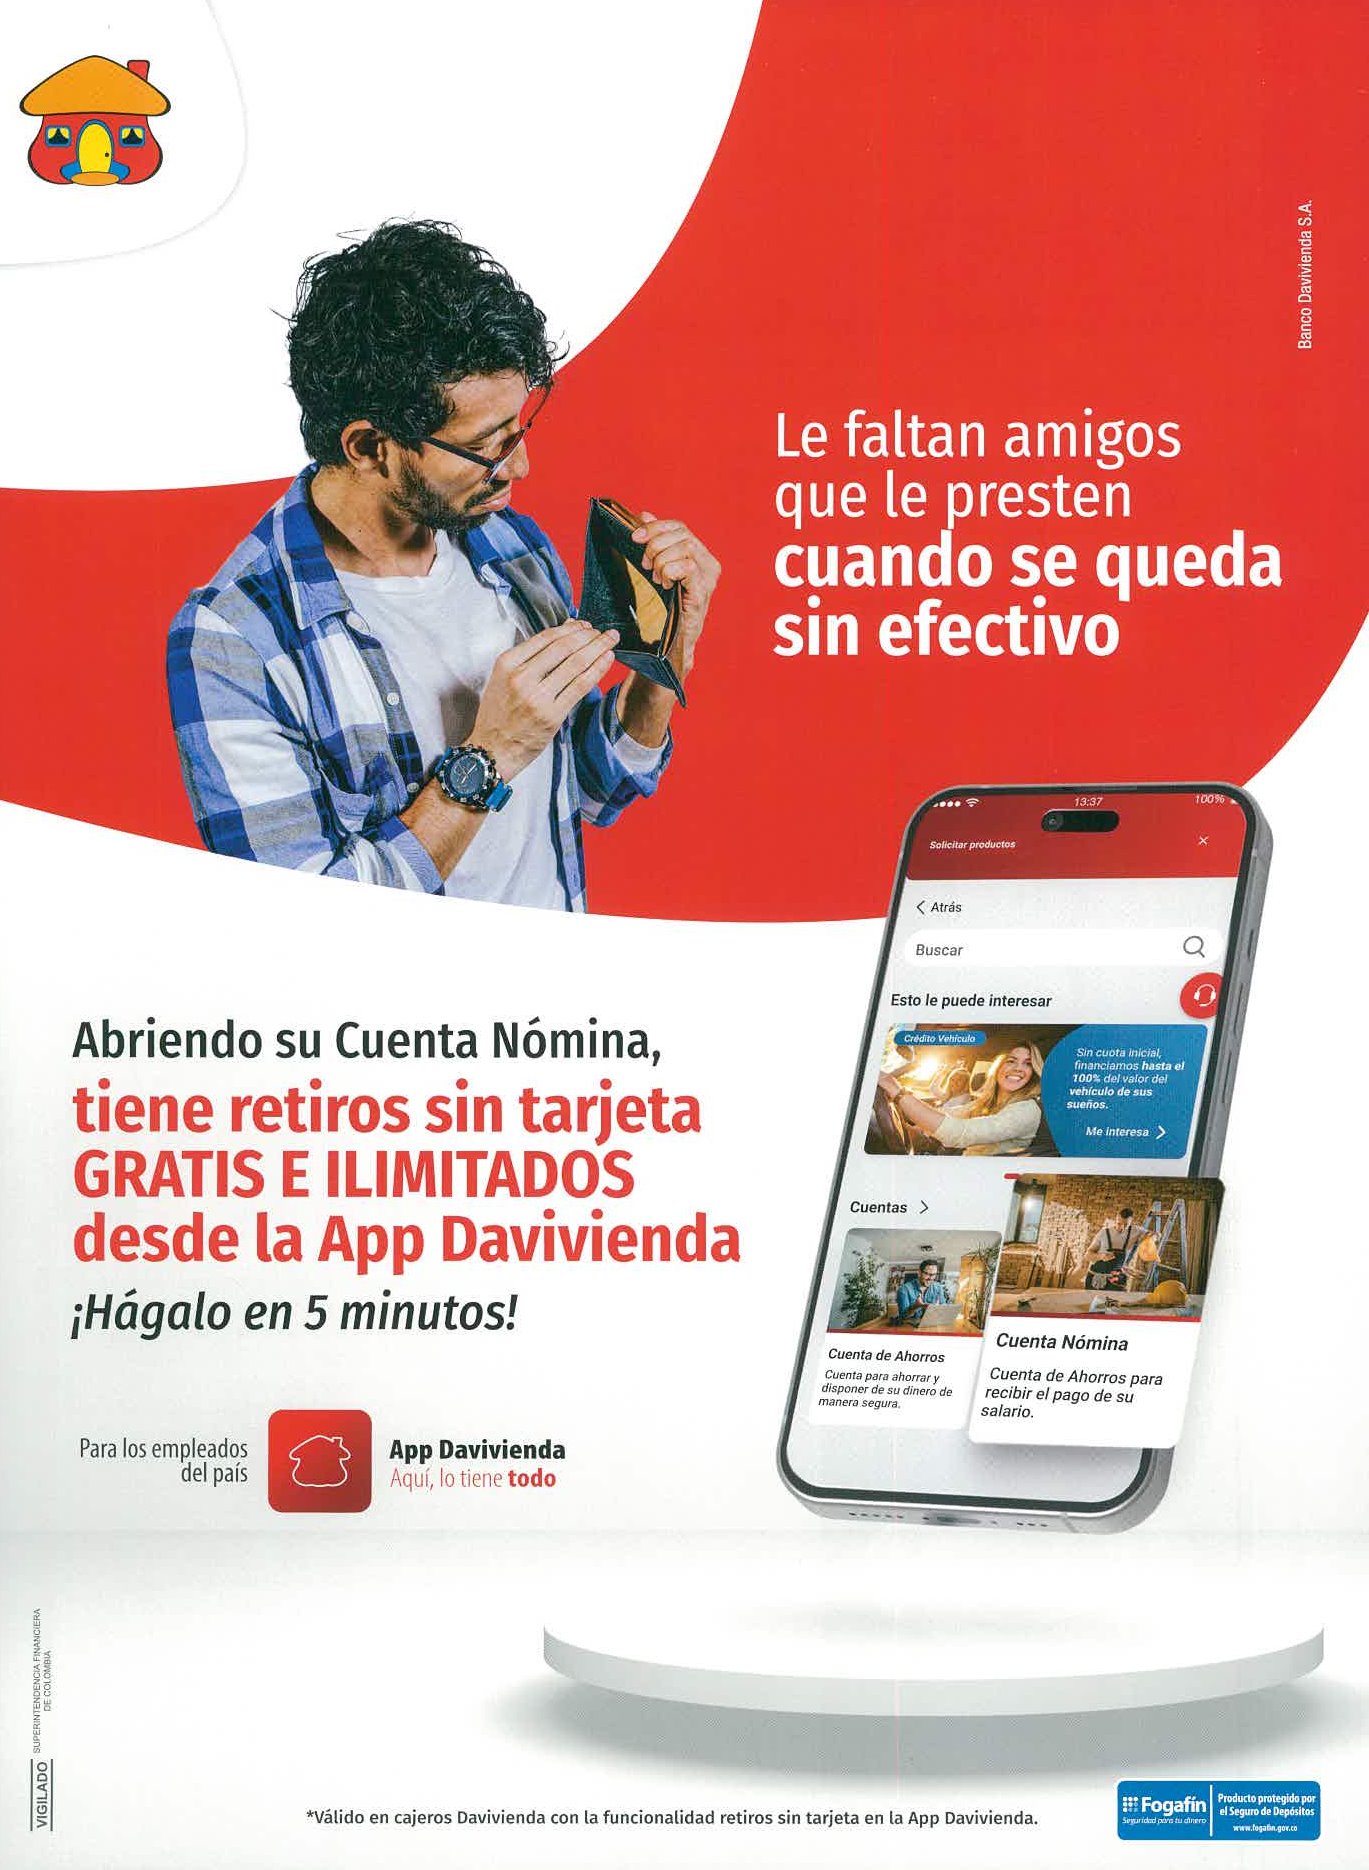 Banco Davivienda S.A.
Le faltan amigos
que le presten
cuando se queda
sin efectivo
13:37
100%
Solicitar productos
Atrás
Buscar
Esto le puede interesar
Crédito Vehículo
Sin cuota inicial,
financiamos hasta el
100% del valor del
vehículo de sus
sueños.
Me interesa
Cuentas
Cuenta de Ahorros
Cuenta para ahorrar y
disponer de su dinero de
manera segura.
Cuenta Nómina
Cuenta de Ahorros para
recibir el pago de su
salario.
Abriendo su Cuenta Nómina,
tiene retiros sin tarjeta
GRATIS E ILIMITADOS
desde la App Davivienda
¡Hágalo en 5 minutos!
Para los empleados
del país
App Davivienda
Aquí, lo tiene todo
VIGILADO
SUPERINTENDENCIA FINANCIERA
DE COLOMBIA
*Válido en cajeros Davivienda con la funcionalidad retiros sin tarjeta en la App Davivienda.
Fogafín
Seguridad para tu dinero
Producto protegido por
el Seguro de Depósitos
www.fogafin.gov.co